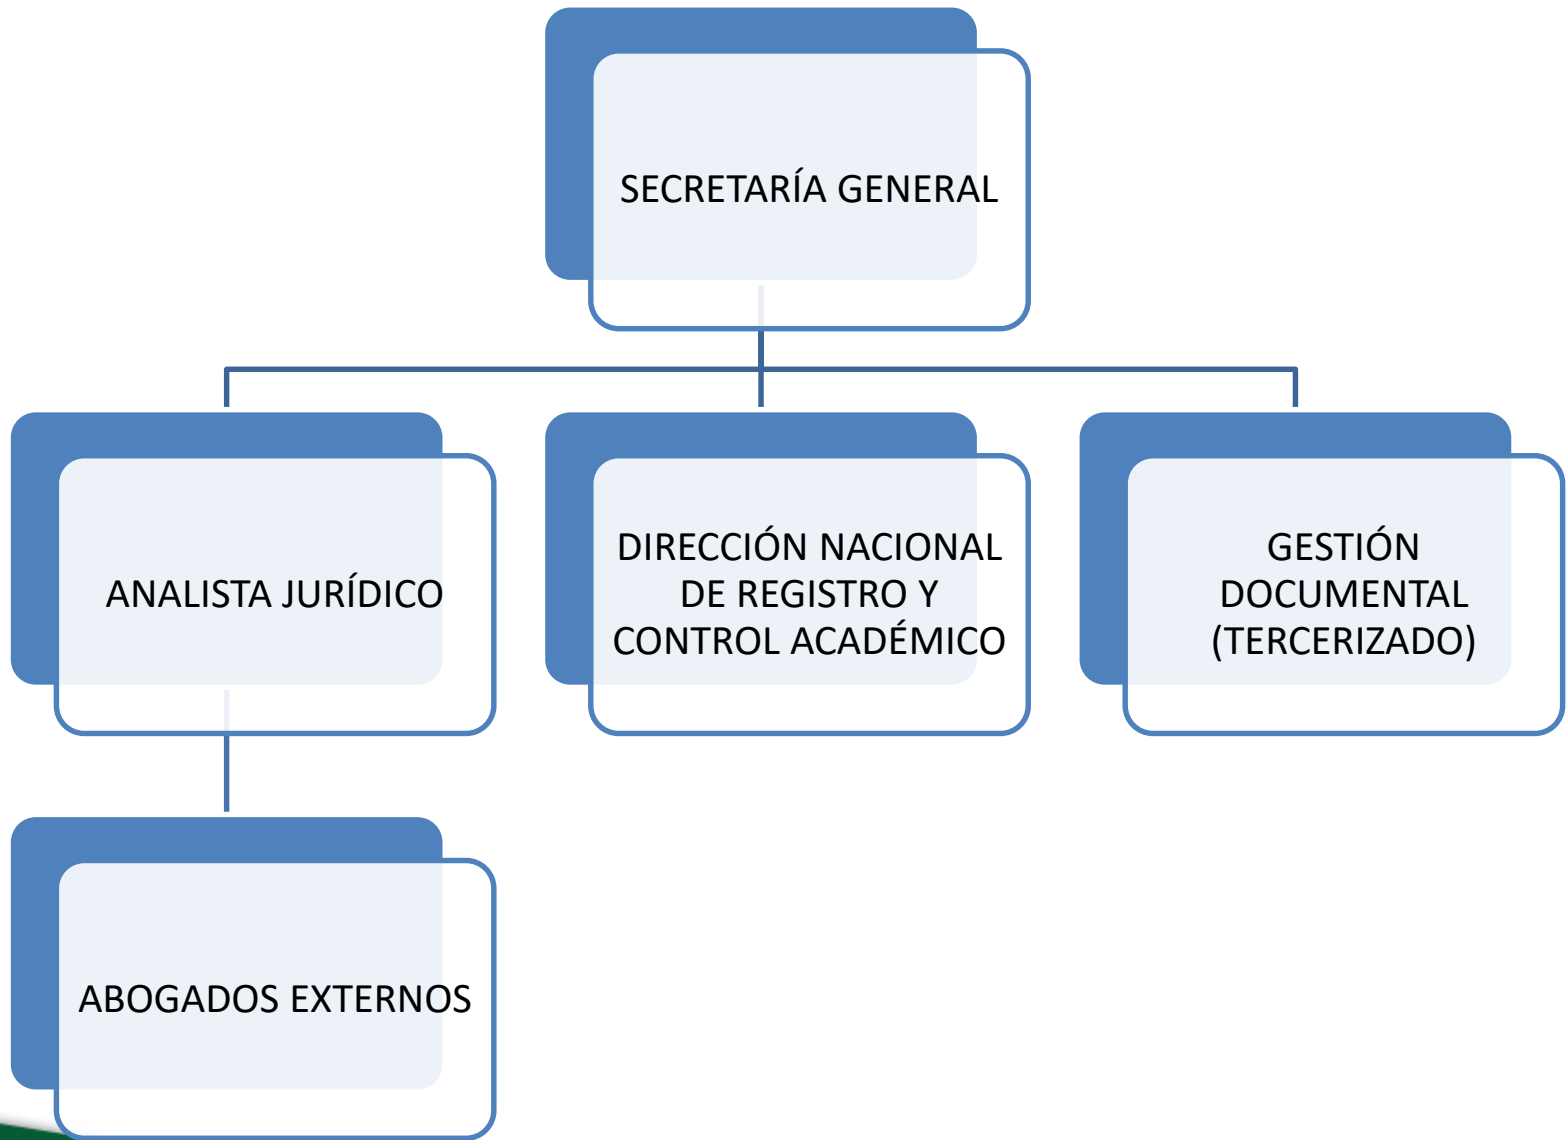 SECRETARÍA GENERAL
ANALISTA JURÍDICO
DIRECCIÓN NACIONAL
DE REGISTRO Y
CONTROL ACADÉMICO
GESTIÓN
DOCUMENTAL
(TERCERIZADO)
ABOGADOS EXTERNOS